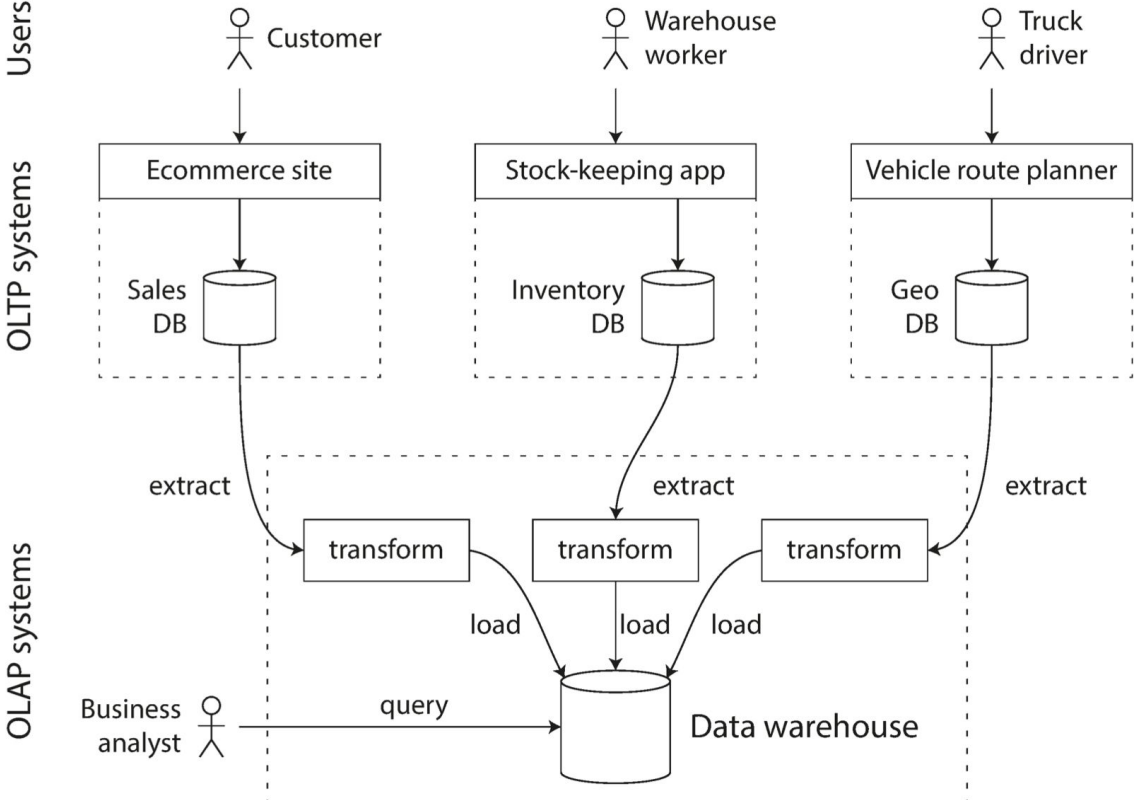 Users
Customer
Warehouse
worker
Truck
driver
OLTP systems
Ecommerce site
Stock-keeping app
Vehicle route planner
Sales
DB
Inventory
DB
Geo
DB
OLAP systems
extract
extract
extract
transform
transform
transform
load
load
load
Business
analyst
query
Data warehouse